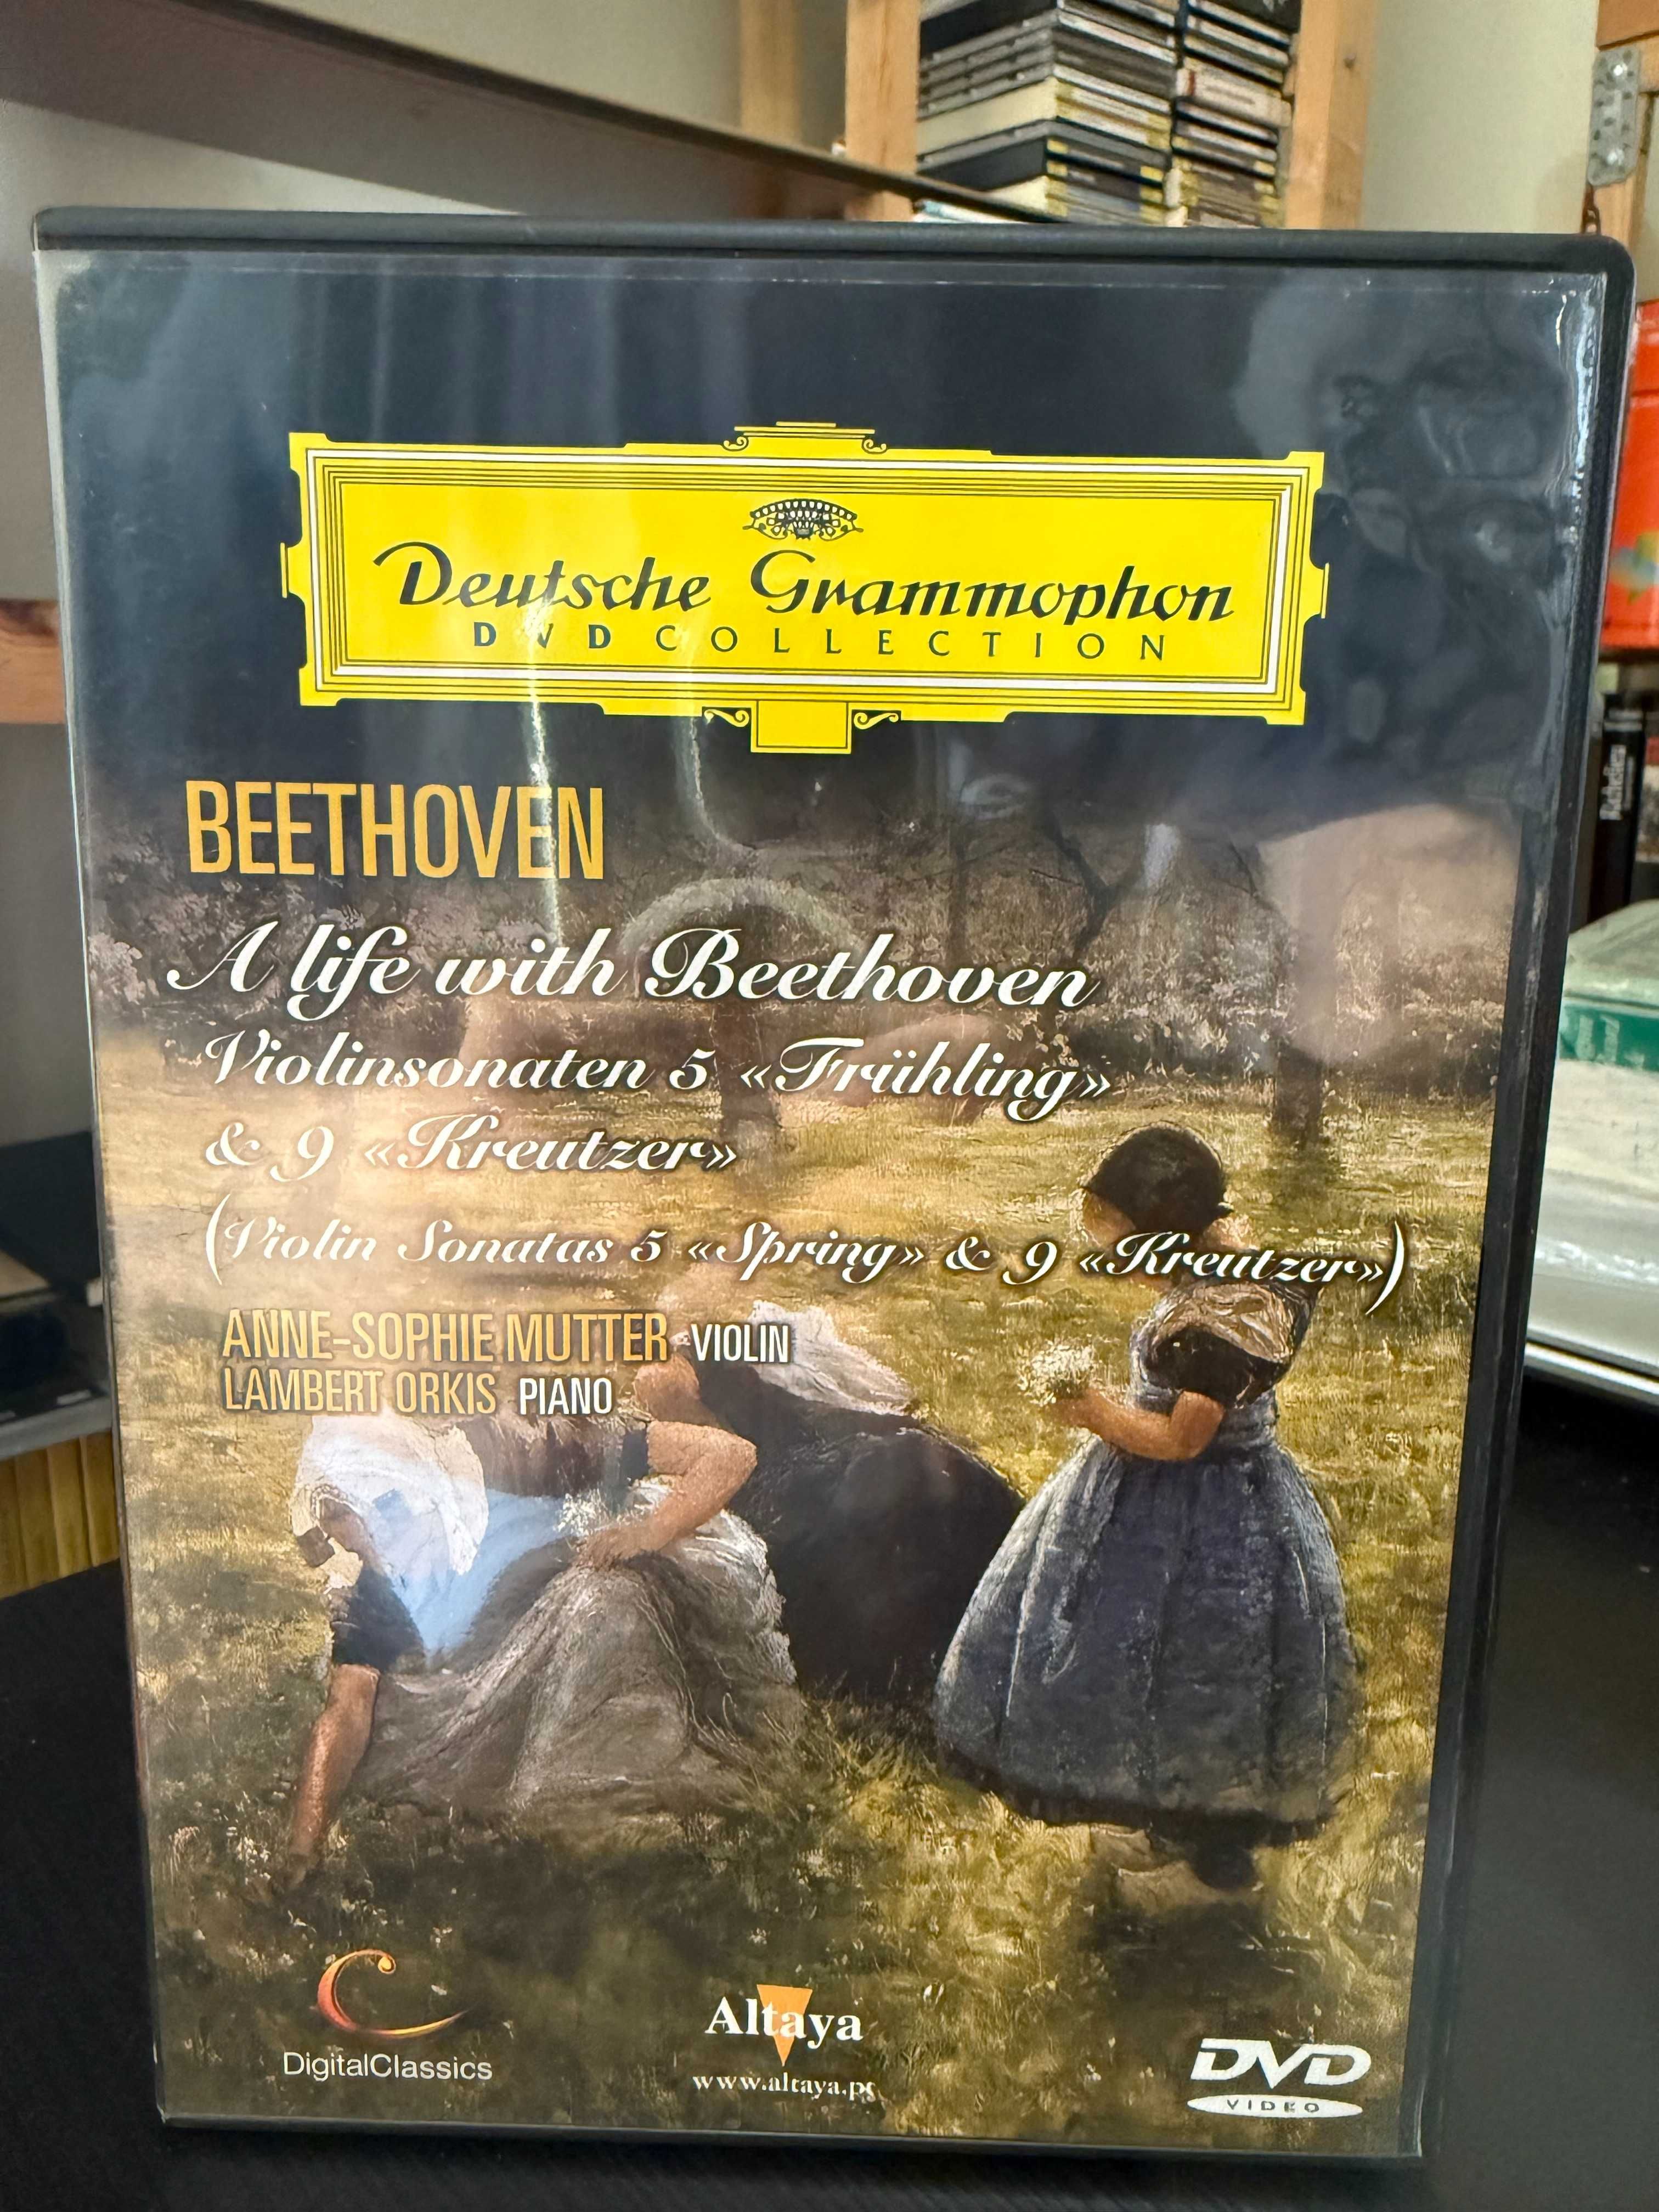 Deutsche Grammophon
DVD COLLECTION
BEETHOVEN
A life with Beethoven
Violinsonaten 5 «Frühling»
& 9 «Kreutzer»
(Violin Sonatas 5 «Spring» & 9 «Kreutzer»)
ANNE-SOPHIE MUTTER VIOLIN
LAMBERT ORKIS PIANO
DigitalClassics
Altaya
www.altaya.pt
DVD
VIDEO